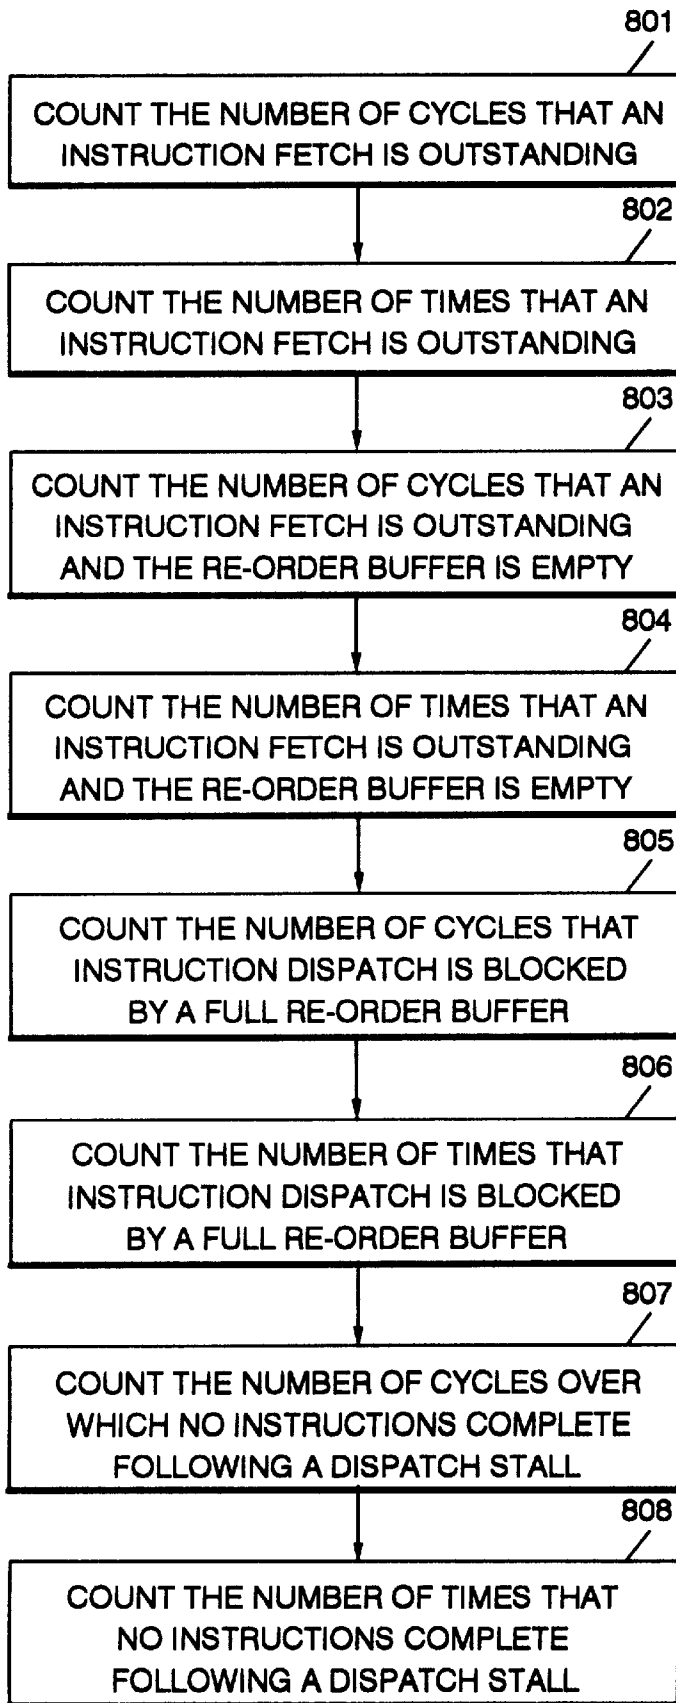 801
COUNT THE NUMBER OF CYCLES THAT AN
INSTRUCTION FETCH IS OUTSTANDING
802
COUNT THE NUMBER OF TIMES THAT AN
INSTRUCTION FETCH IS OUTSTANDING
803
COUNT THE NUMBER OF CYCLES THAT AN
INSTRUCTION FETCH IS OUTSTANDING
AND THE RE-ORDER BUFFER IS EMPTY
804
COUNT THE NUMBER OF TIMES THAT AN
INSTRUCTION FETCH IS OUTSTANDING
AND THE RE-ORDER BUFFER IS EMPTY
805
COUNT THE NUMBER OF CYCLES THAT
INSTRUCTION DISPATCH IS BLOCKED
BY A FULL RE-ORDER BUFFER
806
COUNT THE NUMBER OF TIMES THAT
INSTRUCTION DISPATCH IS BLOCKED
BY A FULL RE-ORDER BUFFER
807
COUNT THE NUMBER OF CYCLES OVER
WHICH NO INSTRUCTIONS COMPLETE
FOLLOWING A DISPATCH STALL
808
COUNT THE NUMBER OF TIMES THAT
NO INSTRUCTIONS COMPLETE
FOLLOWING A DISPATCH STALL